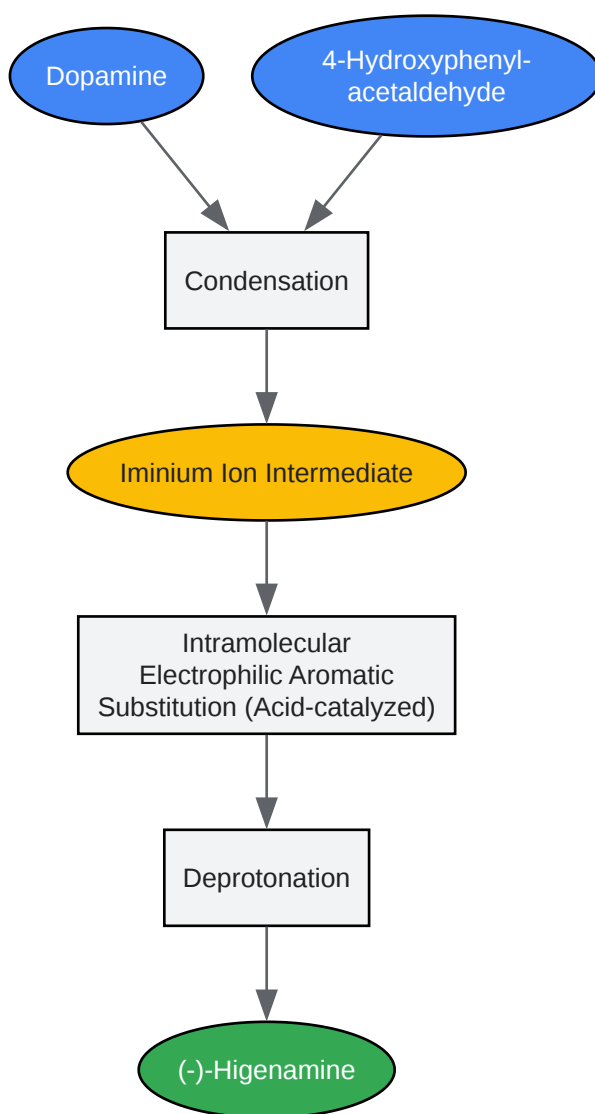 Dopamine
4-Hydroxyphenyl-
acetaldehyde
Condensation
Iminium Ion Intermediate
Intramolecular
Electrophilic Aromatic
Substitution (Acid-catalyzed)
Deprotonation
(-)-Higenamine